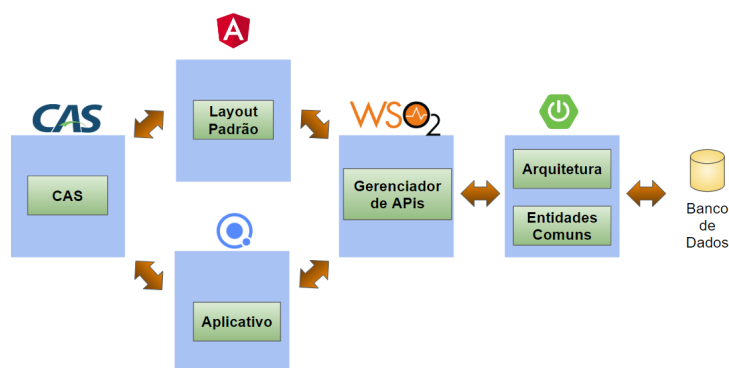 CAS
CAS
Layout
Padrão
Aplicativo
WSO2
Gerenciador
de APis
Arquitetura
Entidades
Comuns
Banco
de
Dados